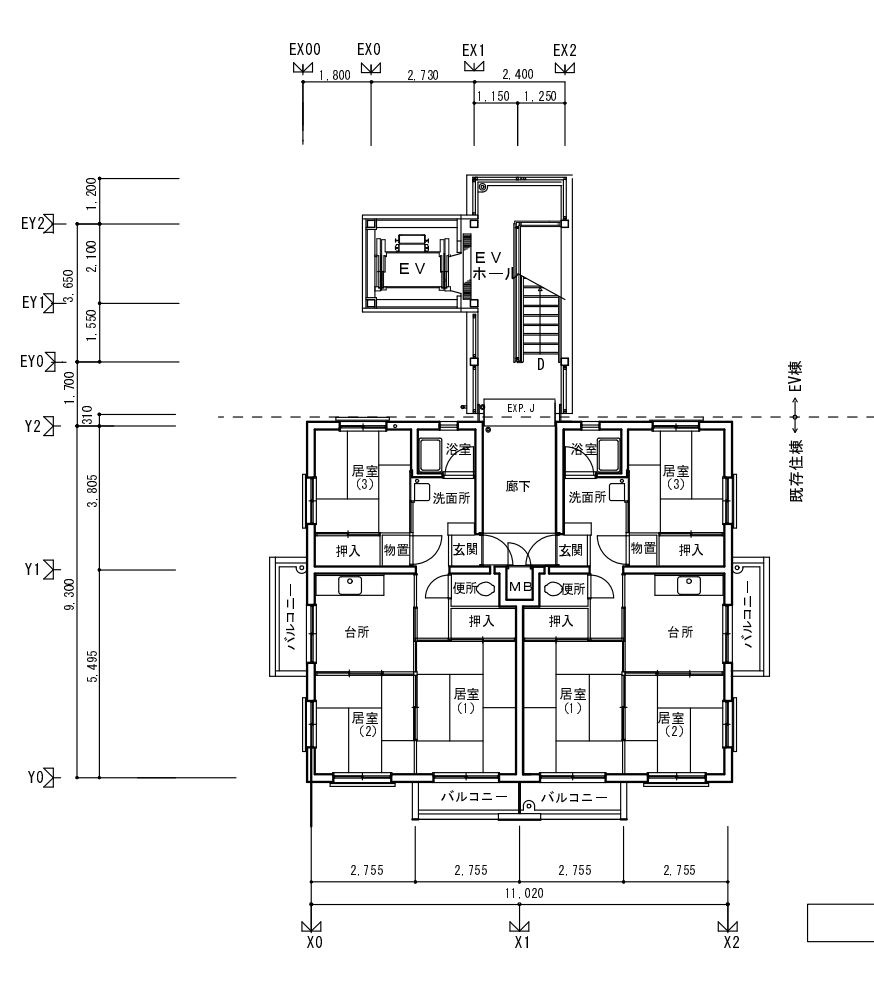 EX00 EX0 EX1 EX2
1,800 2,730 2,400
1,150 1,250
1,200
EY2
2,100
3,650
EY1
1,550
EY0
1,700
310
Y2
3,805
Y1
9,300
5,495
Y0
EV
EV
ホール
D
EXP.J
EV棟
既存住棟
浴室 浴室
居室
(3)
居室
(3)
洗面所 廊下 洗面所
押入 物置 玄関 玄関 物置 押入
便所 MB 便所
バルコニー
台所 押入 押入 台所
バルコニー
居室
(1)
居室
(1)
居室
(2)
居室
(2)
バルコニー バルコニー
2,755 2,755 2,755 2,755
11,020
X0 X1 X2